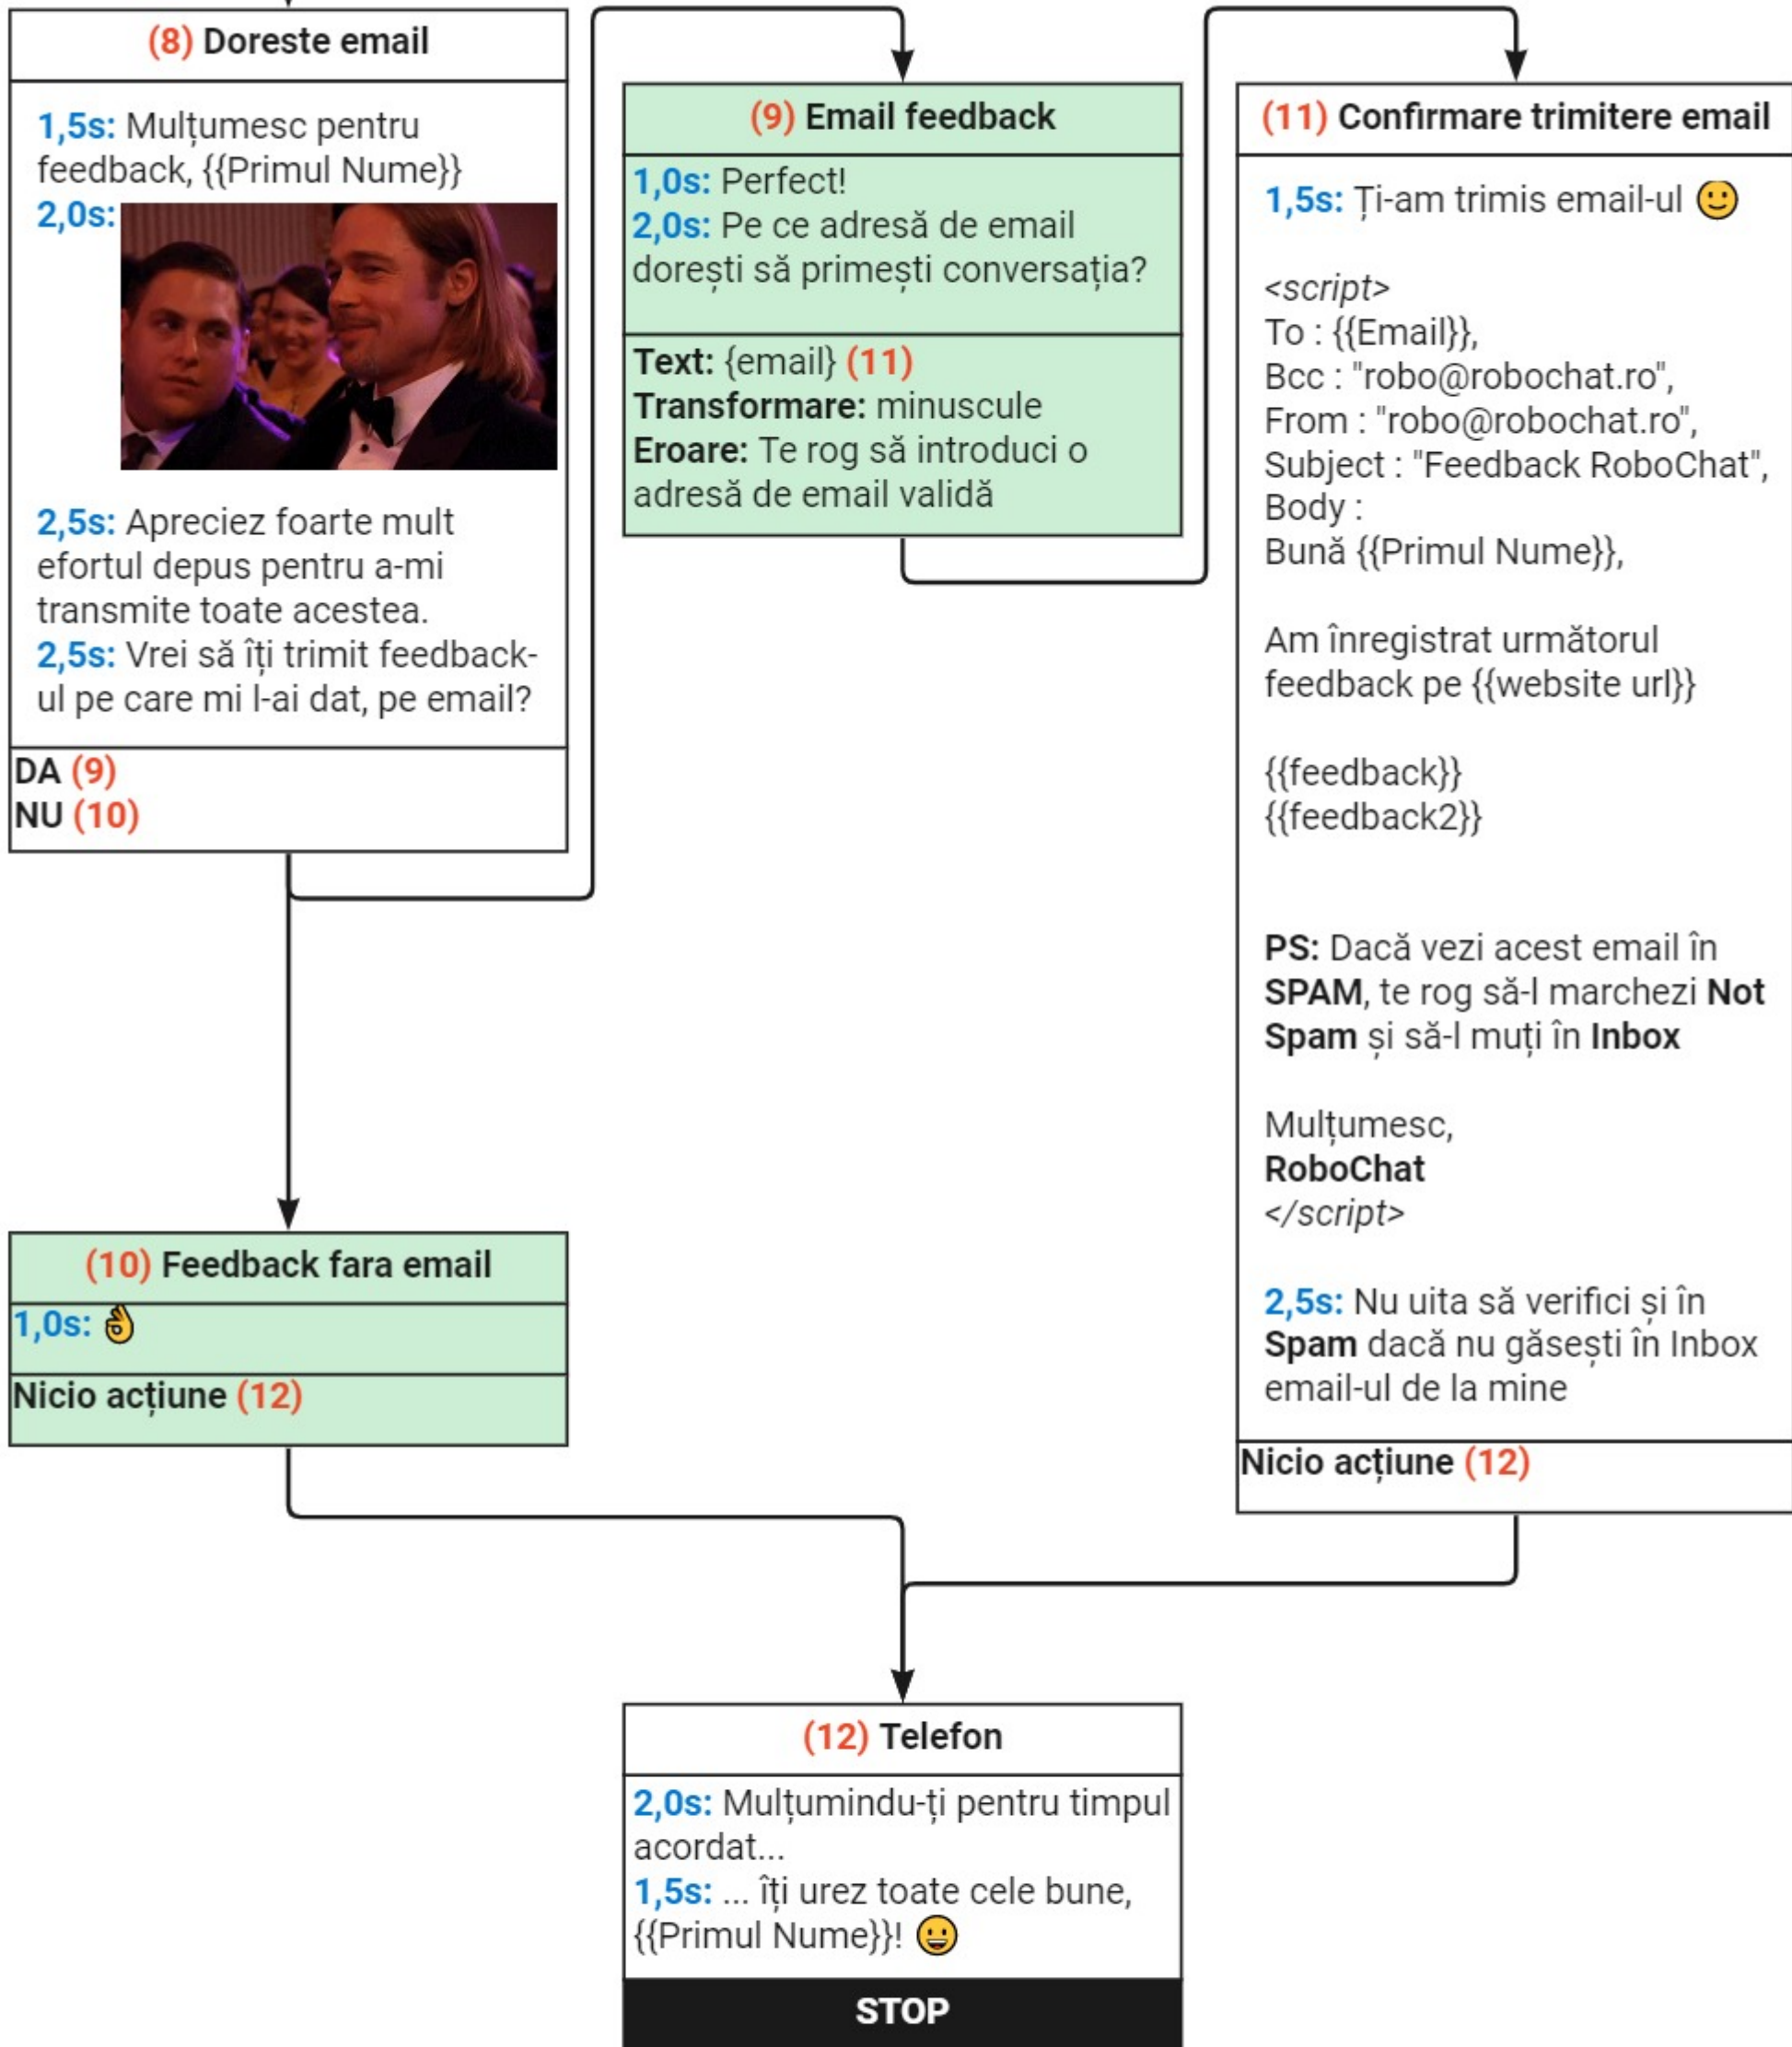 (8) Doreste email
1,5s: Mulțumesc pentru
feedback, {{Primul Nume}}
2,0s:
2,5s: Apreciez foarte mult
efortul depus pentru a-mi
transmite toate acestea.
2,5s: Vrei să îți trimit feedback-
ul pe care mi l-ai dat, pe email?
DA (9)
NU (10)
(9) Email feedback
1,0s: Perfect!
2,0s: Pe ce adresă de email
dorești să primești conversația?
Text: {email} (11)
Transformare: minuscule
Eroare: Te rog să introduci o
adresă de email validă
(11) Confirmare trimitere email
1,5s: Ți-am trimis email-ul 🙂
<script>
To : {{Email}},
Bcc : "robo@robochat.ro",
From : "robo@robochat.ro",
Subject : "Feedback RoboChat",
Body :
Bună {{Primul Nume}},
Am înregistrat următorul
feedback pe {{website url}}
{{feedback}}
{{feedback2}}
PS: Dacă vezi acest email în
SPAM, te rog să-l marchezi Not
Spam și să-l muți în Inbox
Mulțumesc,
RoboChat
</script>
2,5s: Nu uita să verifici și în
Spam dacă nu găsești în Inbox
email-ul de la mine
Nicio acțiune (12)
(10) Feedback fara email
1,0s: 👌
Nicio acțiune (12)
(12) Telefon
2,0s: Mulțumindu-ți pentru timpul
acordat...
1,5s: ... îți urez toate cele bune,
{{Primul Nume}}! 😀
STOP